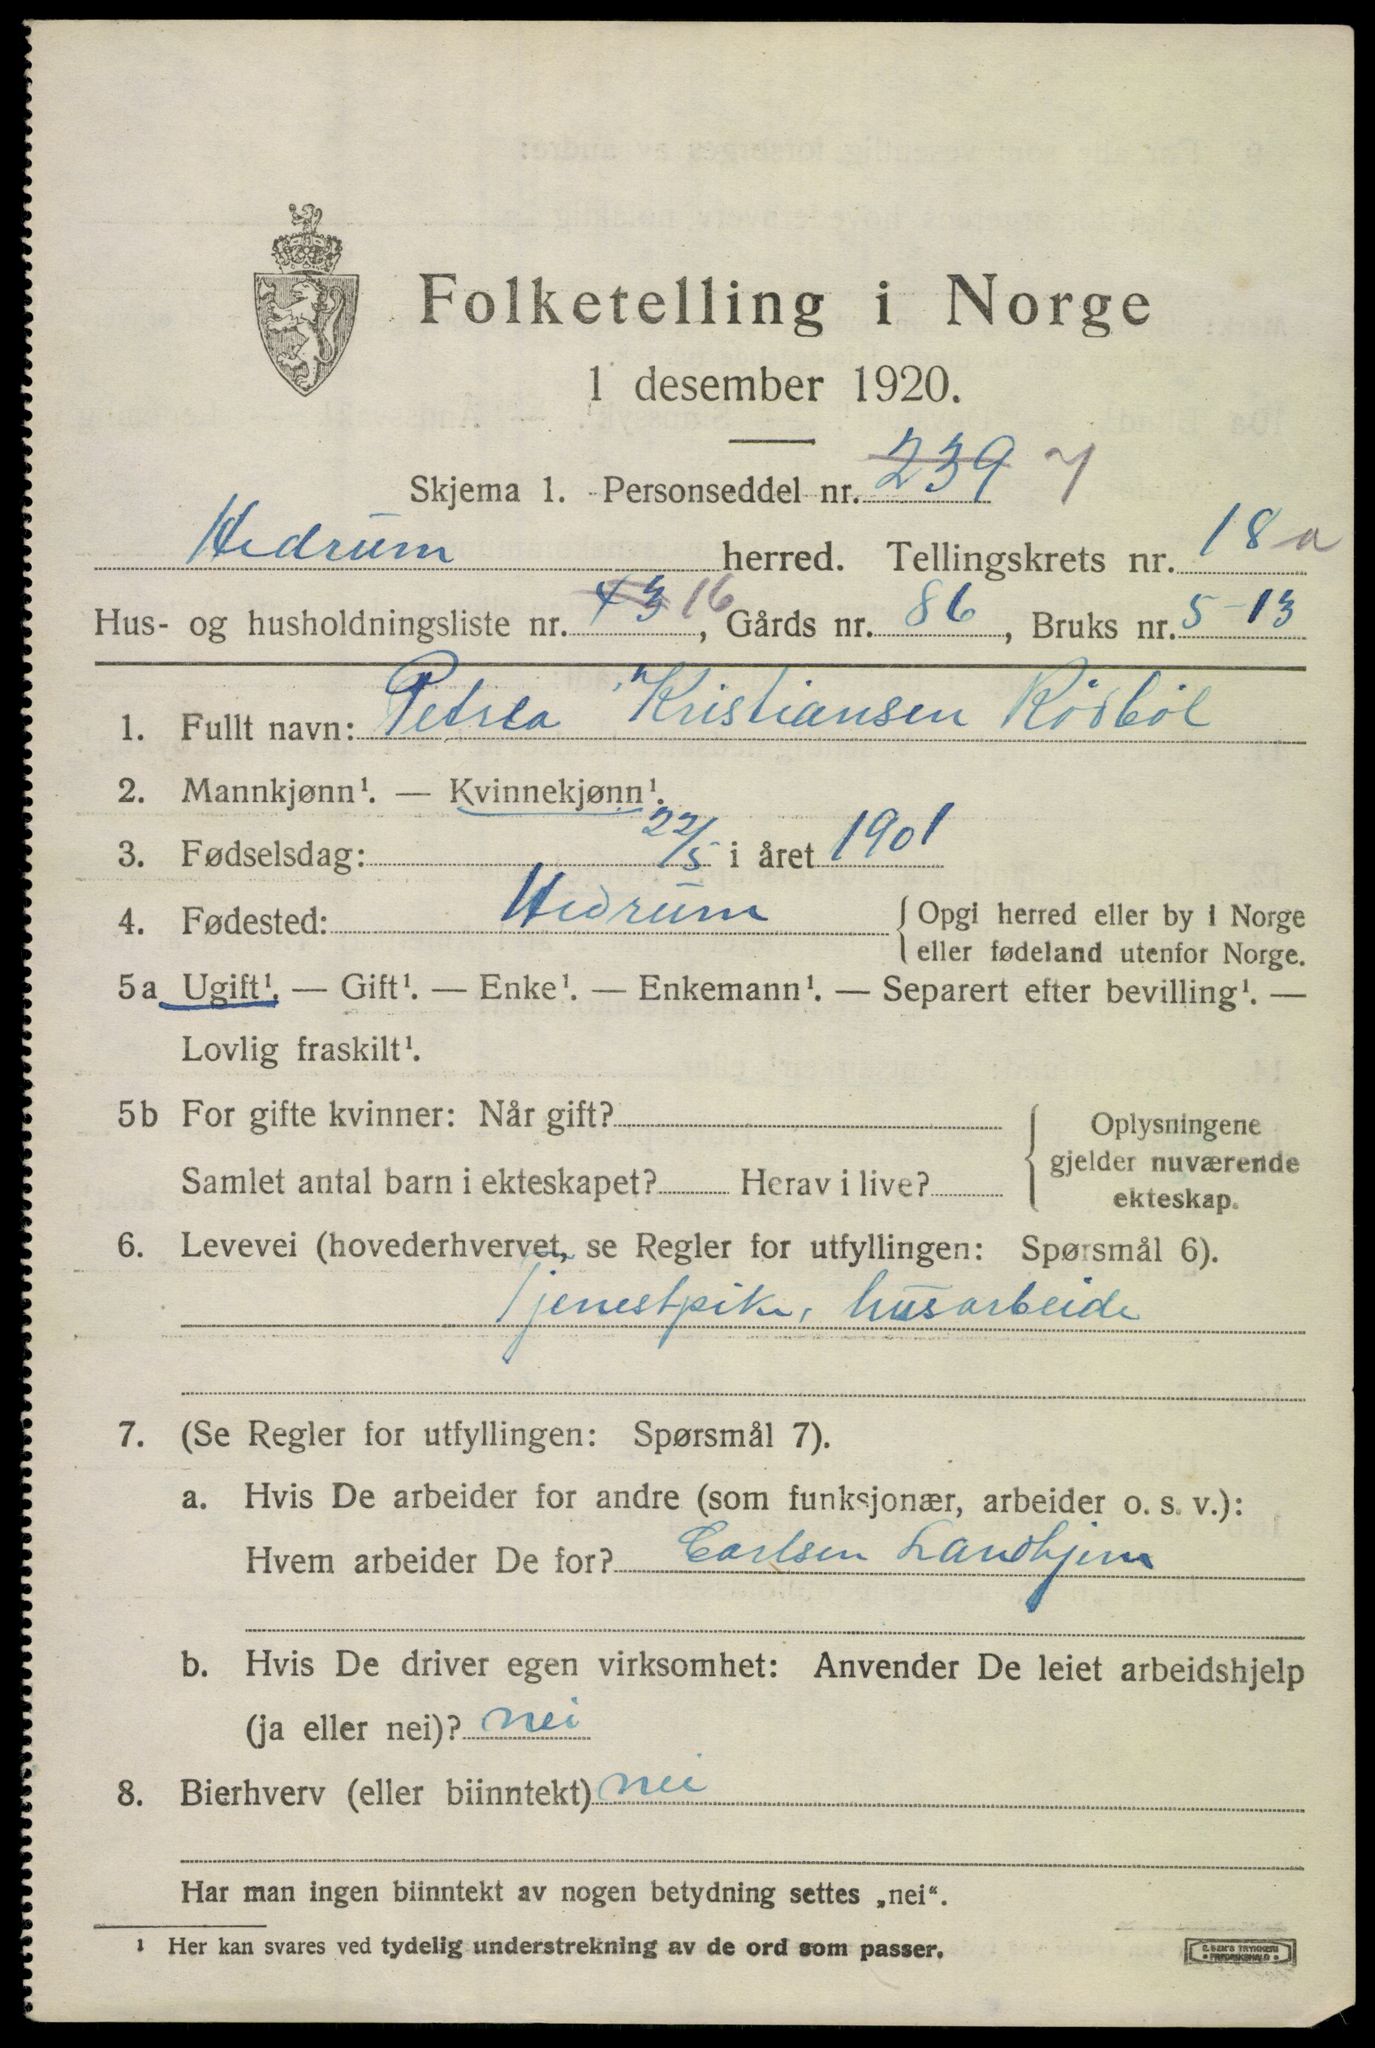 Folketelling i Norge
1 desember 1920.
Skjema 1. Personseddel nr. 239 7
Hedrum herred. Tellingskrets nr. 18 a
Hus- og husholdningsliste nr. 43 16, Gårds nr. 86, Bruks nr. 5-13
1. Fullt navn: Petrea Kristiansen Rösböl
2. Mannkjønn¹. — Kvinnekjønn¹.
3. Fødselsdag: 22/5 i året 1901
4. Fødested: Hedrum { Opgi herred eller by i Norge
eller fødeland utenfor Norge.
5a Ugift¹. — Gift¹. — Enke¹. — Enkemann¹. — Separert efter bevilling¹. —
Lovlig fraskilt¹.
5b For gifte kvinner: Når gift?
Samlet antal barn i ekteskapet? Herav i live?
Oplysningene
gjelder nuværende
ekteskap.
6. Levevei (hovederhvervet, se Regler for utfyllingen: Spørsmål 6).
Tjenestpike, husarbeide
7. (Se Regler for utfyllingen: Spørsmål 7).
a. Hvis De arbeider for andre (som funksjonær, arbeider o. s. v.):
Hvem arbeider De for? Carlsen Landhjem
b. Hvis De driver egen virksomhet: Anvender De leiet arbeidshjelp
(ja eller nei)? nei
8. Bierhverv (eller biinntekt) nei
Har man ingen biinntekt av nogen betydning settes „nei“.
¹ Her kan svares ved tydelig understrekning av de ord som passer.